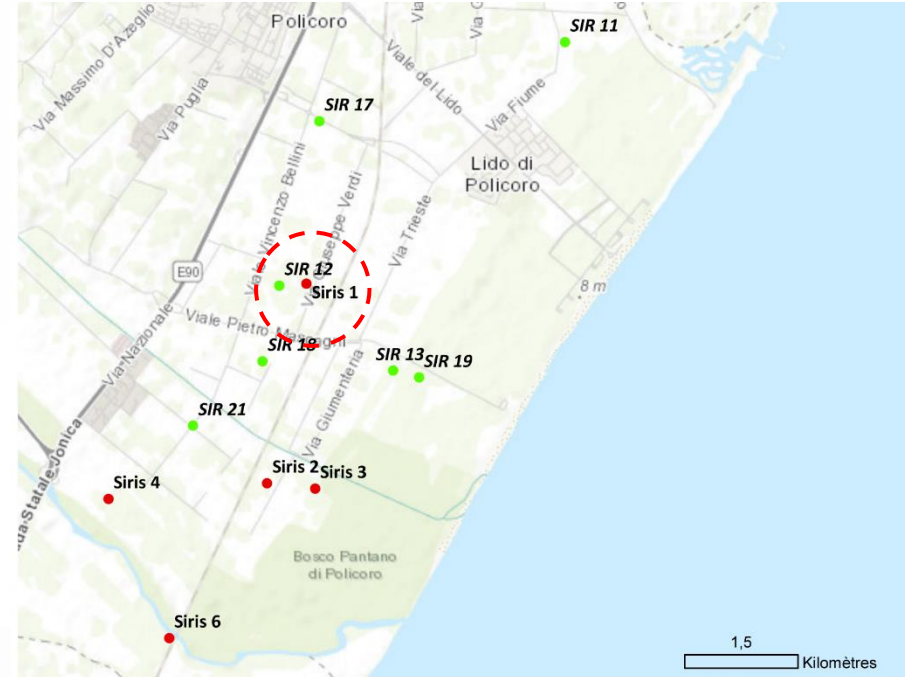 Policoro
SIR 11
Via Massimo D'Azeglio
Via Puglia
Viale del Lido
Via Fiume
SIR 17
Lido di
Policoro
Viale Vincenzo Bellini
Giuseppe Verdi
Via Trieste
E90
SIR 12
Siris 1
8 m
Viale Pietro Mascagni
Via Nazionale
SIR 18
SIR 13
SIR 19
SIR 21
Via Giumenteria
Siris 4
Siris 2
Siris 3
Statale Jonica
Bosco Pantano
di Policoro
Siris 6
1,5
Kilomètres